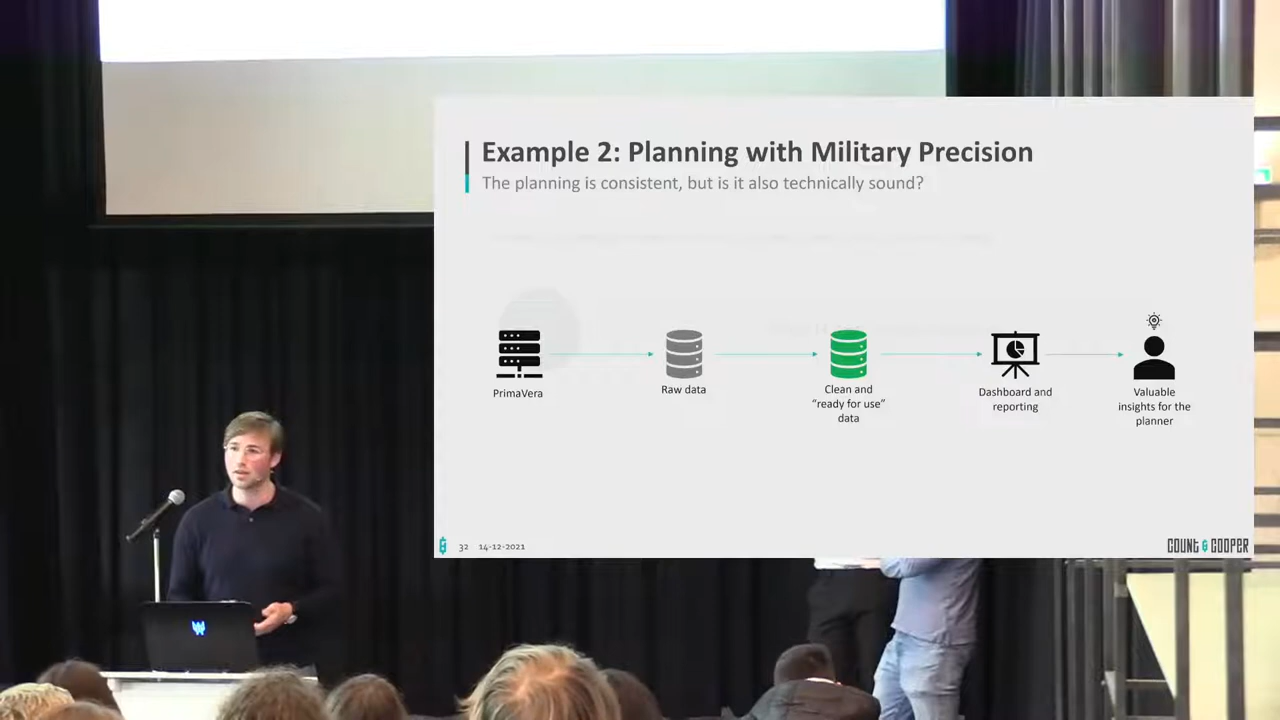 Example 2: Planning with Military Precision
The planning is consistent, but is it also technically sound?
PrimaVera
Raw data
Clean and
“ready for use”
data
Dashboard and
reporting
Valuable
insights for the
planner
32 14-12-2021
COUNT & COOPER